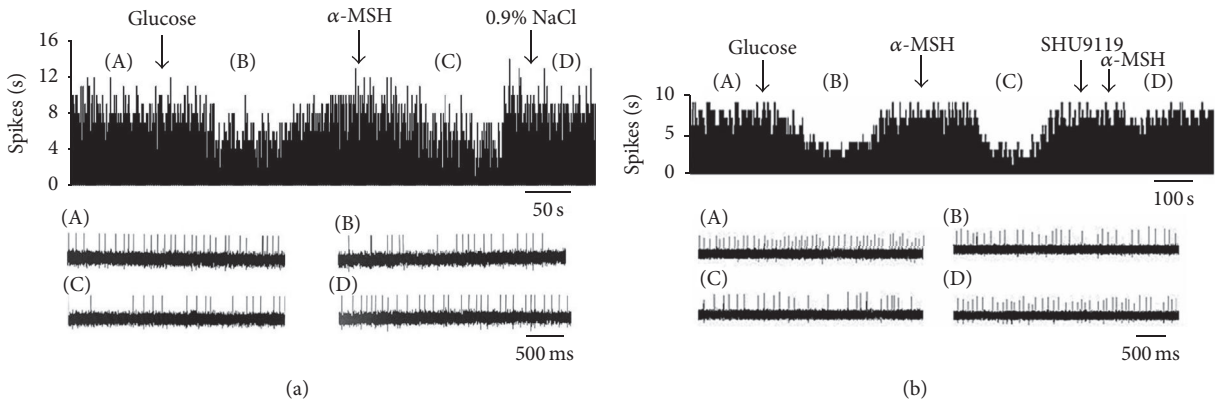 Glucose
α-MSH
0.9% NaCl
16
12
8
4
0
Spikes (s)
(A)
(B)
(C)
(D)
50 s
(A)
(B)
(C)
(D)
500 ms
(a)
Glucose
α-MSH
SHU9119
α-MSH
10
5
0
Spikes (s)
(A)
(B)
(C)
(D)
100 s
(A)
(B)
(C)
(D)
500 ms
(b)